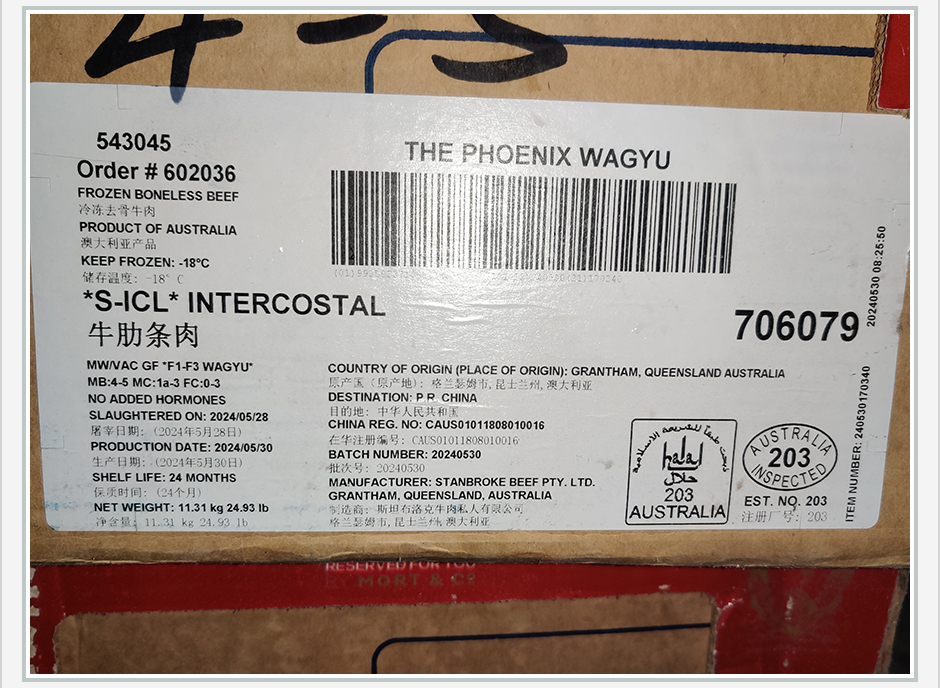 4-5
543045
Order # 602036
FROZEN BONELESS BEEF
冷冻去骨牛肉
PRODUCT OF AUSTRALIA
澳大利亚产品
KEEP FROZEN: -18°C
储存温度: -18° C
THE PHOENIX WAGYU
*S-ICL* INTERCOSTAL
牛肋条肉
706079
20240530 08:25:50
MW/VAC GF *F1-F3 WAGYU*
MB:4-5 MC:1a-3 FC:0-3
NO ADDED HORMONES
SLAUGHTERED ON: 2024/05/28
屠宰日期: (2024年5月28日)
PRODUCTION DATE: 2024/05/30
生产日期: (2024年5月30日)
SHELF LIFE: 24 MONTHS
保质时间: (24个月)
NET WEIGHT: 11.31 kg 24.93 lb
净含量: 11.31 kg 24.93 lb
COUNTRY OF ORIGIN (PLACE OF ORIGIN): GRANTHAM, QUEENSLAND AUSTRALIA
原产国 (原产地): 格兰瑟姆市, 昆士兰州, 澳大利亚
DESTINATION: P.R. CHINA
目的地: 中华人民共和国
CHINA REG. NO: CAUS01011808010016
在华注册编号: CAUS01011808010016
BATCH NUMBER: 20240530
批次号: 20240530
MANUFACTURER: STANBROKE BEEF PTY. LTD.
GRANTHAM, QUEENSLAND, AUSTRALIA
制造商: 斯坦布洛克牛肉私人有限公司
格兰瑟姆市, 昆士兰州, 澳大利亚
halal
حلال
203
AUSTRALIA
AUSTRALIA
203
INSPECTED
EST. NO. 203
注册厂号: 203
ITEM NUMBER: 240530170340
RESERVED FOR YOU
BY MORT & CO